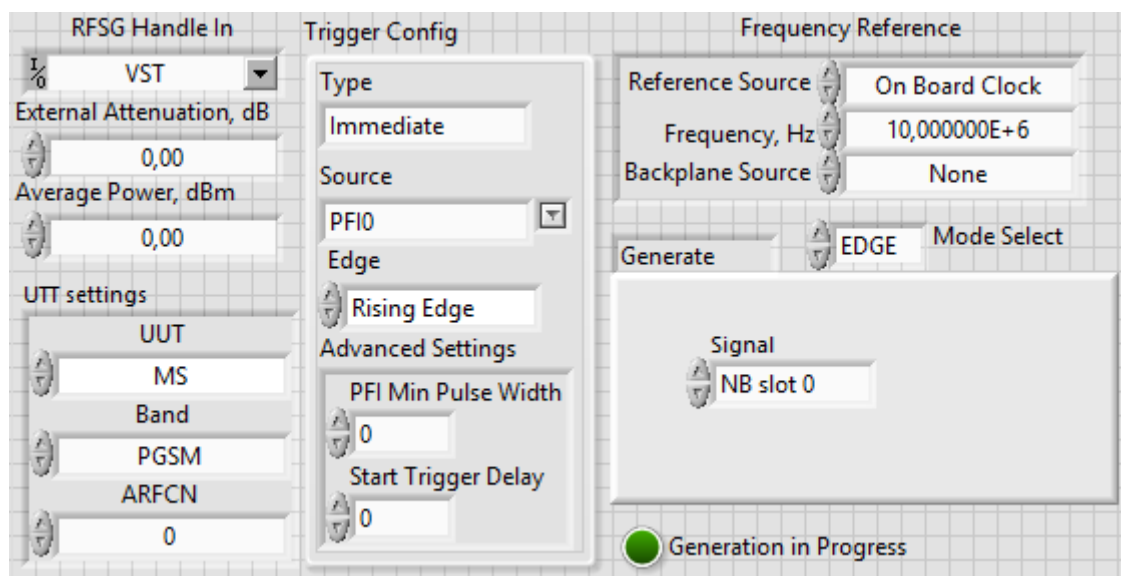 RFSG Handle In
I/O VST
External Attenuation, dB
0,00
Average Power, dBm
0,00
UTT settings
UUT
MS
Band
PGSM
ARFCN
0
Trigger Config
Type
Immediate
Source
PFI0
Edge
Rising Edge
Advanced Settings
PFI Min Pulse Width
0
Start Trigger Delay
0
Frequency Reference
Reference Source On Board Clock
Frequency, Hz 10,000000E+6
Backplane Source None
Generate EDGE Mode Select
Signal
NB slot 0
Generation in Progress